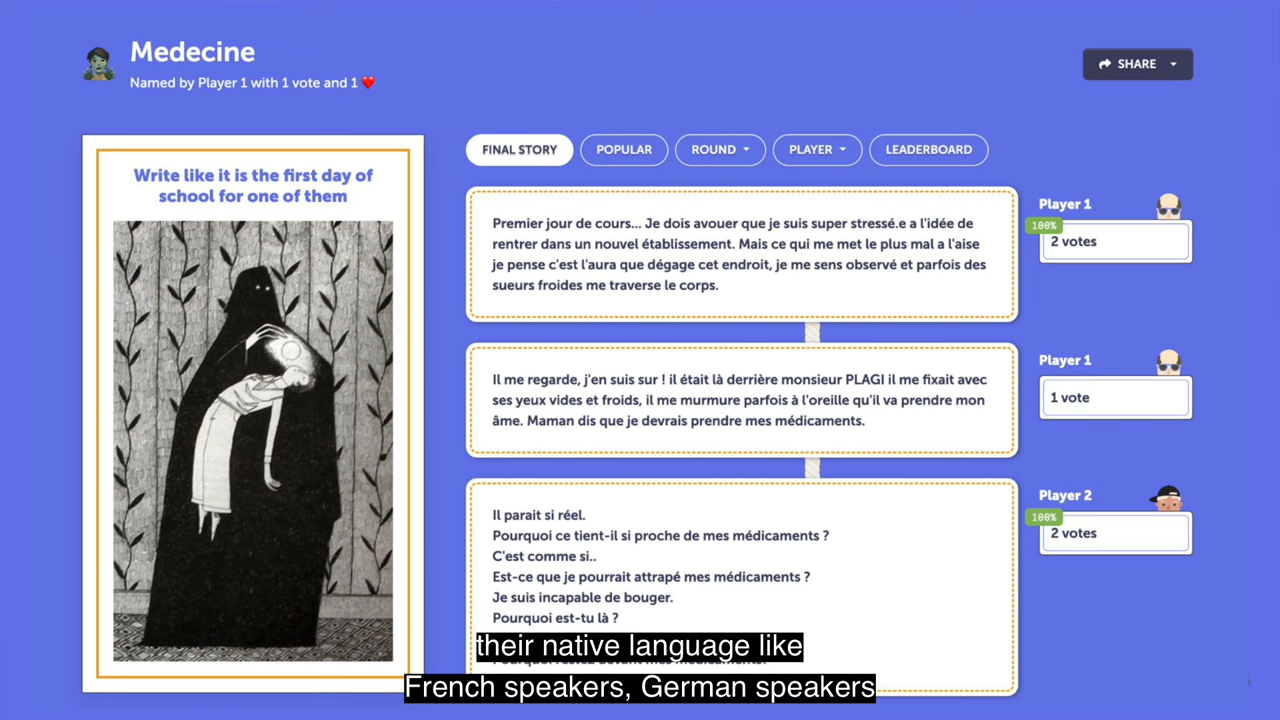 Medecine
Named by Player 1 with 1 vote and 1
SHARE
Write like it is the first day of
school for one of them
FINAL STORY
POPULAR
ROUND
PLAYER
LEADERBOARD
Premier jour de cours... Je dois avouer que je suis super stressé.e a l'idée de
rentrer dans un nouvel établissement. Mais ce qui me met le plus mal a l'aise
je pense c'est l'aura que dégage cet endroit, je me sens observé et parfois des
sueurs froides me traverse le corps.
Player 1
100%
2 votes
Il me regarde, j'en suis sur ! il était là derrière monsieur PLAGI il me fixait avec
ses yeux vides et froids, il me murmure parfois à l'oreille qu'il va prendre mon
âme. Maman dis que je devrais prendre mes médicaments.
Player 1
1 vote
Il parait si réel.
Pourquoi ce tient-il si proche de mes médicaments ?
C'est comme si..
Est-ce que je pourrait attrapé mes médicaments ?
Je suis incapable de bouger.
Pourquoi est-tu là ?
Player 2
100%
2 votes
their native language like
French speakers, German speakers